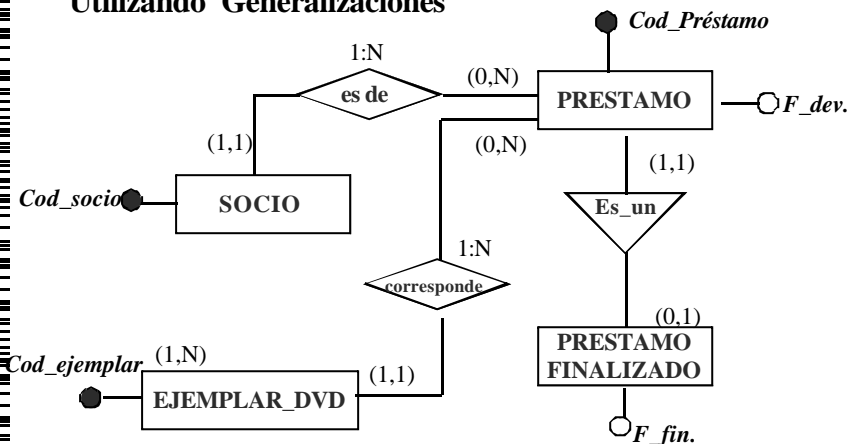 Utilizando Generalizaciones
Cod_Préstamo
1:N
(0,N)
es de
PRESTAMO
F_dev.
(0,N)
(1,1)
(1,1)
Cod_socio
SOCIO
Es_un
1:N
corresponde
(0,1)
Cod_ejemplar
(1,N)
(1,1)
PRESTAMO
FINALIZADO
EJEMPLAR_DVD
F_fin.